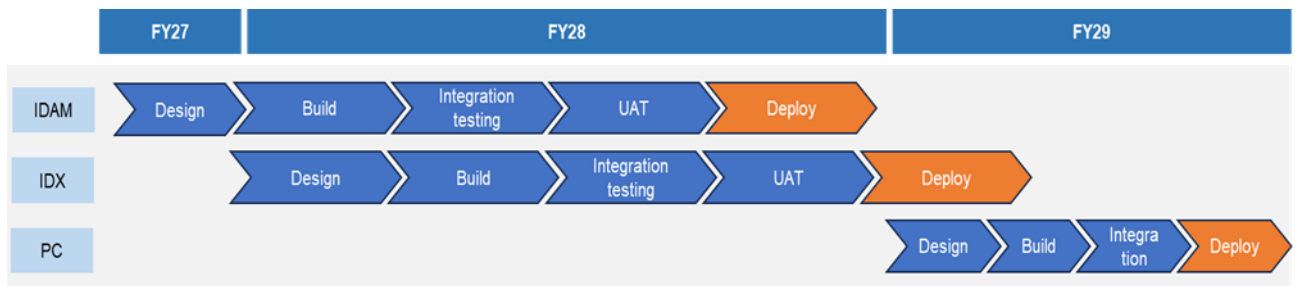 FY27 FY28 FY29
IDAM Design Build Integration testing UAT Deploy
IDX Design Build Integration testing UAT Deploy
PC Design Build Integra tion Deploy